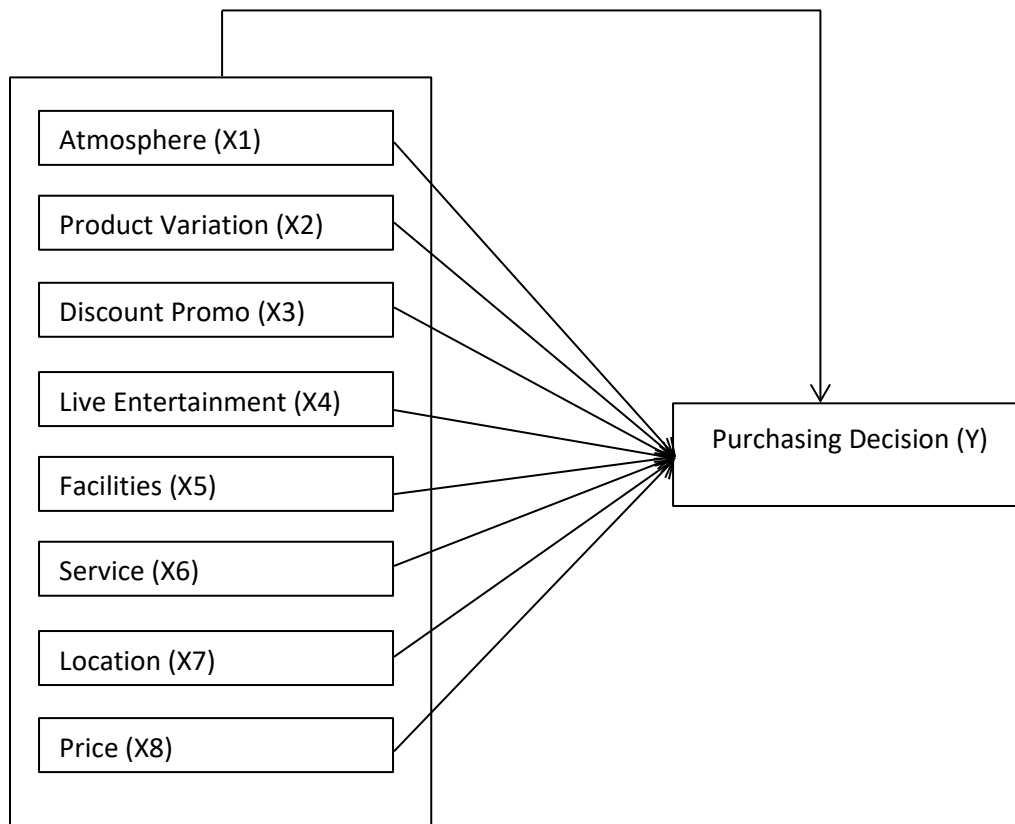 Atmosphere (X1)
Product Variation (X2)
Discount Promo (X3)
Live Entertainment (X4)
Purchasing Decision (Y)
Facilities (X5)
Service (X6)
Location (X7)
Price (X8)